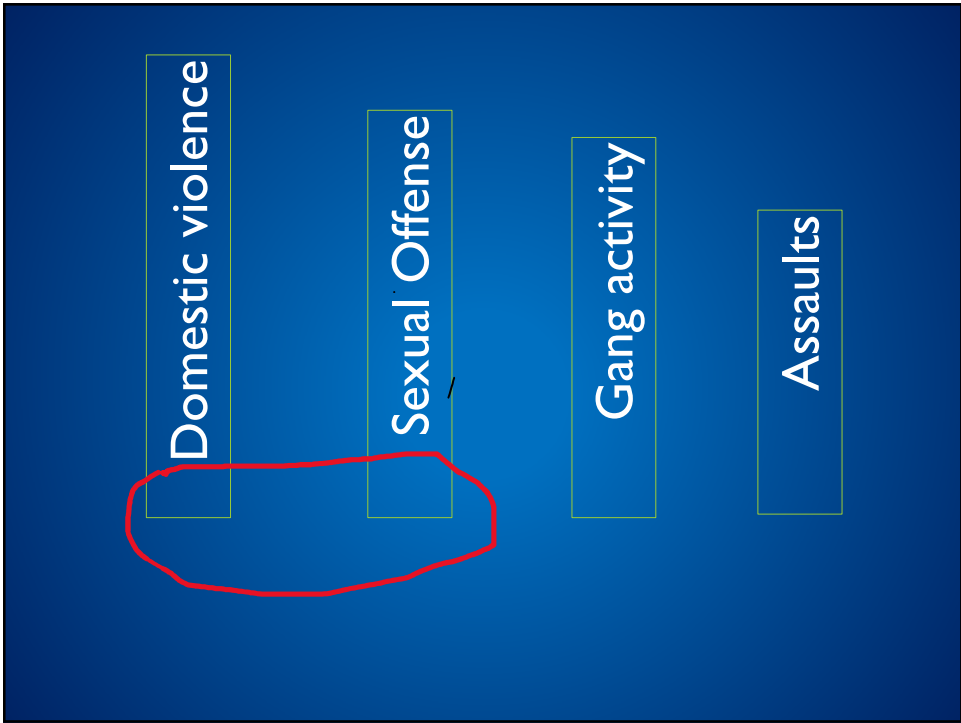 Domestic violence
Sexual Offense
Gang activity
Assaults